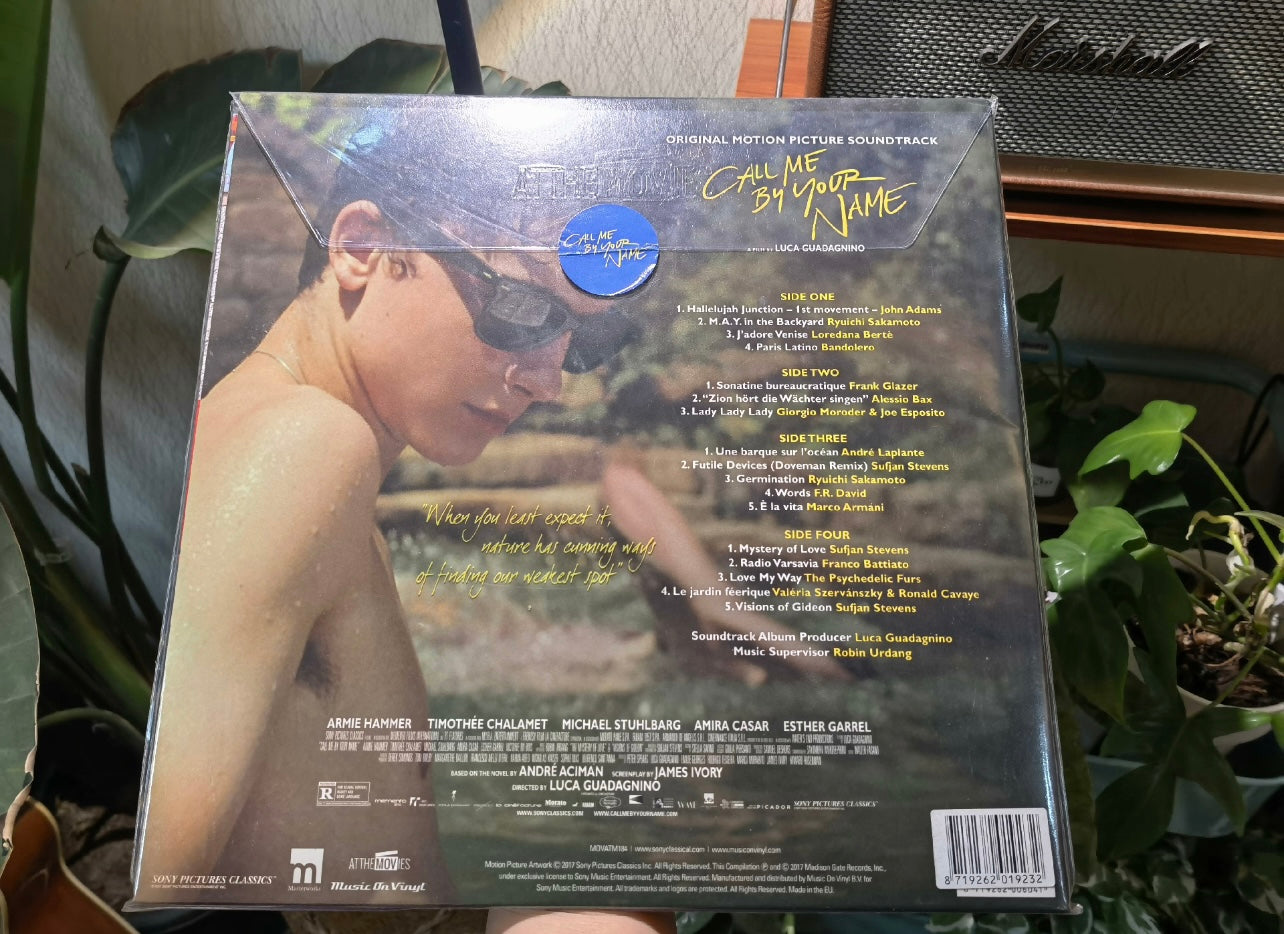 Marshall
ORIGINAL MOTION PICTURE SOUNDTRACK
ATTHEMOVIES
CALL ME
BY YOUR
NAME
LUCA GUADAGNINO
CALL ME
BY YOUR
NAME
SIDE ONE
1. Hallelujah Junction – 1st movement – John Adams
2. M.A.Y. in the Backyard Ryuichi Sakamoto
3. J'adore Venise Loredana Bertè
4. Paris Latino Bandolero
SIDE TWO
1. Sonatine bureaucratique Frank Glazer
2. “Zion hört die Wächter singen” Alessio Bax
3. Lady Lady Lady Giorgio Moroder & Joe Esposito
SIDE THREE
1. Une barque sur l'océan André Laplante
2. Futile Devices (Doveman Remix) Sufjan Stevens
3. Germination Ryuichi Sakamoto
4. Words F.R. David
5. È la vita Marco Armani
SIDE FOUR
1. Mystery of Love Sufjan Stevens
2. Radio Varsavia Franco Battiato
3. Love My Way The Psychedelic Furs
4. Le jardin féerique Valéria Szervánszky & Ronald Cavaye
5. Visions of Gideon Sufjan Stevens
Soundtrack Album Producer Luca Guadagnino
Music Supervisor Robin Urdang
"When you least expect it,
nature has cunning ways
of finding our weakest spot"
ARMIE HAMMER TIMOTHÉE CHALAMET MICHAEL STUHLBARG AMIRA CASAR ESTHER GARREL
BASED ON THE NOVEL BY ANDRÉ ACIMAN SCREENPLAY BY JAMES IVORY
DIRECTED BY LUCA GUADAGNINO
R
memento PICADOR SONY PICTURES CLASSICS
WWW.SONYCLASSICS.COM WWW.CALLMEBYYOURNAME.COM
MOVATM184 | www.sonyclassical.com | www.musiconvinyl.com
Motion Picture Artwork © 2017 Sony Pictures Classics Inc. All Rights Reserved. This Compilation ℗ and © 2017 Madison Gate Records, Inc.,
under exclusive license to Sony Music Entertainment. All Rights Reserved. Manufactured and distributed by Music On Vinyl B.V. for
Sony Music Entertainment. All trademarks and logos are protected. All Rights Reserved. Made in the EU.
SONY PICTURES CLASSICS
m
Masterworks
ATTHEMOVIES
Music On Vinyl
8 719262 019232